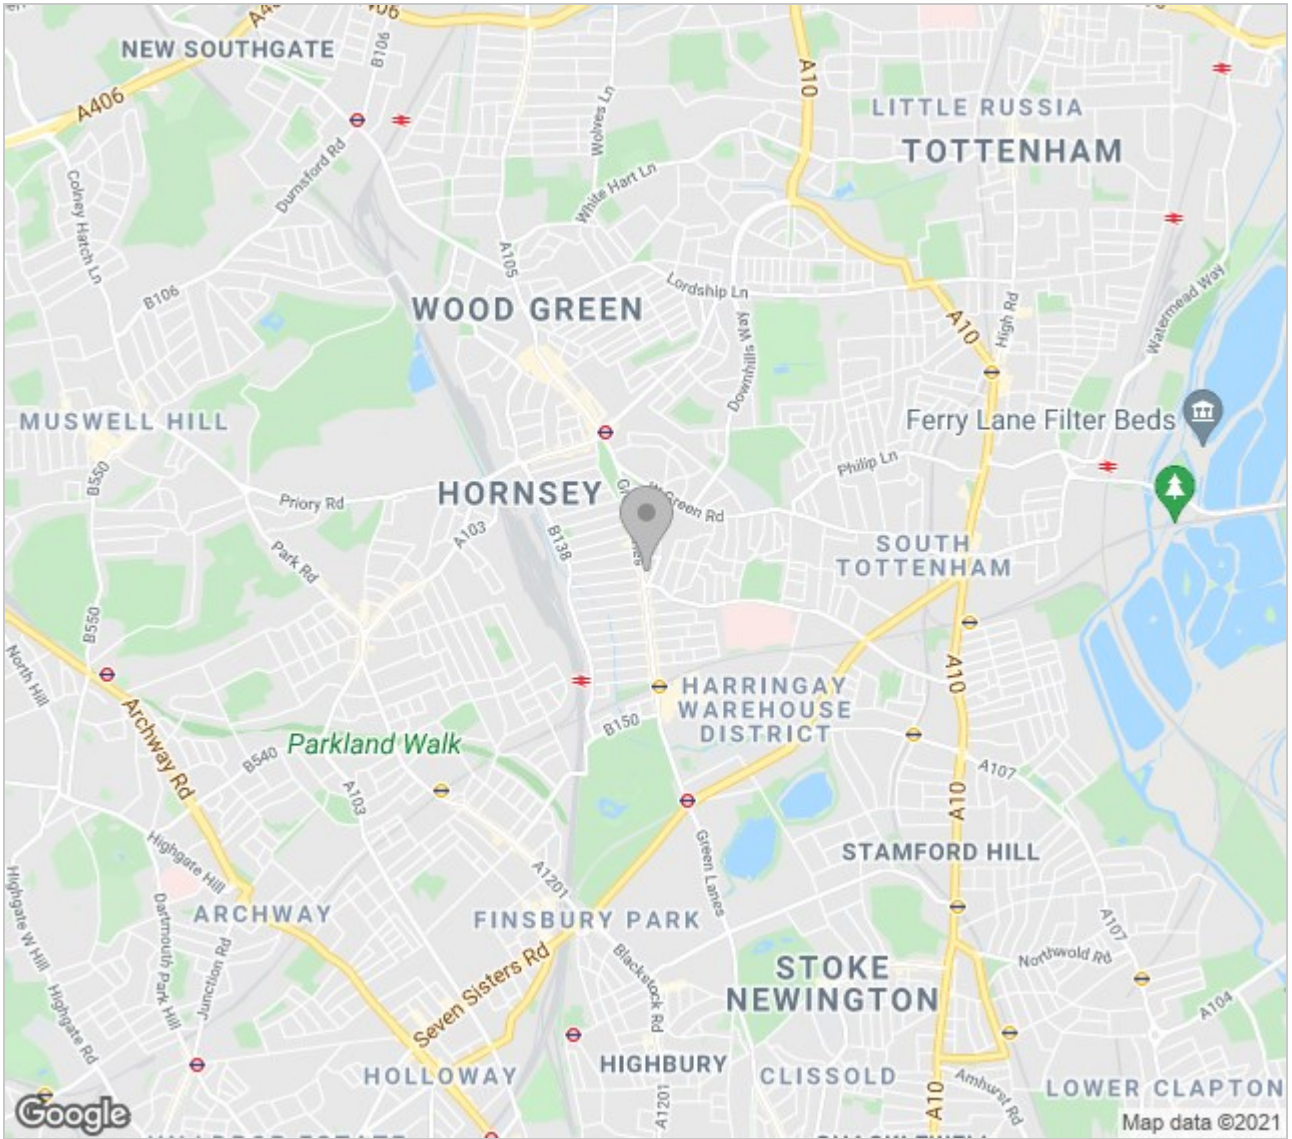 A406
B106
NEW SOUTHGATE
A406
A10
Wolves Ln
LITTLE RUSSIA
TOTTENHAM
Durnsford Rd
Colney Hatch Ln
White Hart Ln
A105
B106
Lordship Ln
WOOD GREEN
Watermead Way
A10
High Rd
Downhills Way
MUSWELL HILL
Ferry Lane Filter Beds
B550
Philip Ln
Priory Rd
HORNSEY
W Green Rd
A103
B138
Park Rd
SOUTH
TOTTENHAM
B550
North Hill
A10
HARRINGAY
WAREHOUSE
DISTRICT
Archway Rd
B150
Parkland Walk
B540
A107
A103
A10
Highgate Hill
Green Lanes
STAMFORD HILL
A1201
Highgate W Hill
Dartmouth Park Hill
ARCHWAY
FINSBURY PARK
A107
Junction Rd
Seven Sisters Rd
Blackstock Rd
Northwold Rd
STOKE
NEWINGTON
Highgate Rd
A104
HIGHBURY
HOLLOWAY
CLISSOLD
Amhurst Rd
LOWER CLAPTON
A1201
A10
Google
Map data ©2021